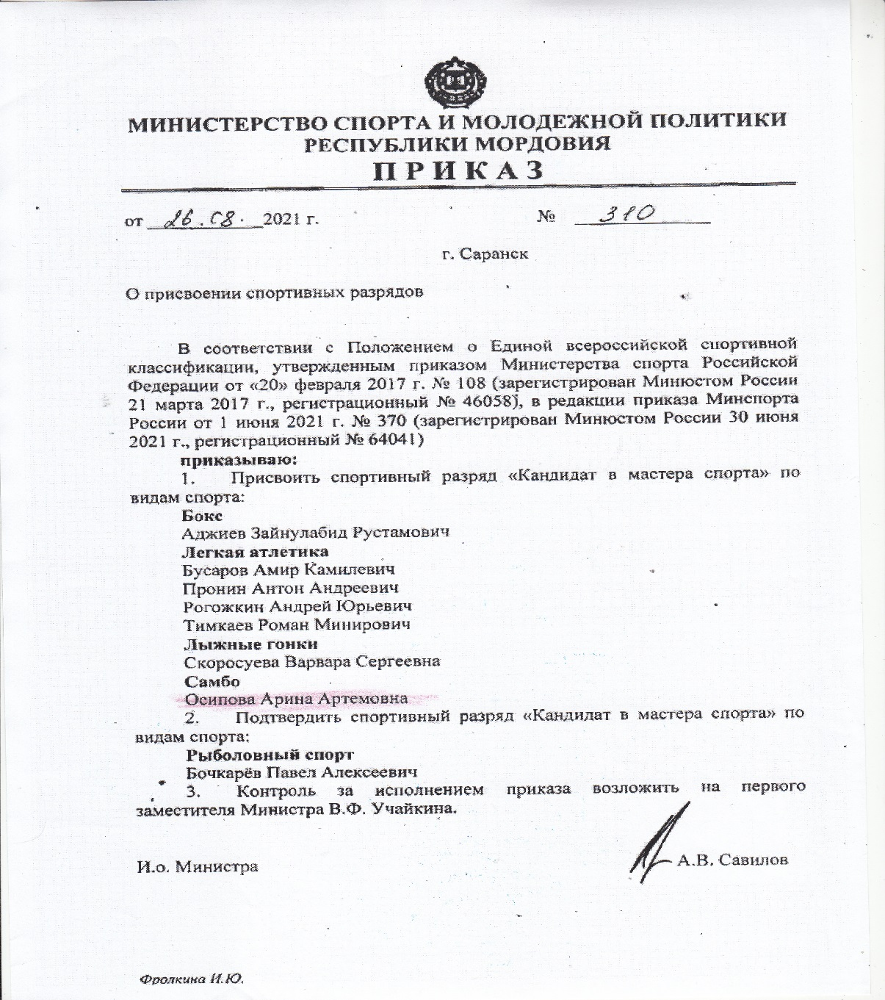 МИНИСТЕРСТВО СПОРТА И МОЛОДЕЖНОЙ ПОЛИТИКИ
РЕСПУБЛИКИ МОРДОВИЯ
П Р И К А З
от 26.08. 2021 г. № 310
г. Саранск
О присвоении спортивных разрядов
В соответствии с Положением о Единой всероссийской спортивной
классификации, утвержденным приказом Министерства спорта Российской
Федерации от «20» февраля 2017 г. № 108 (зарегистрирован Минюстом России
21 марта 2017 г., регистрационный № 46058), в редакции приказа Минспорта
России от 1 июня 2021 г. № 370 (зарегистрирован Минюстом России 30 июня
2021 г., регистрационный № 64041)
приказываю:
1. Присвоить спортивный разряд «Кандидат в мастера спорта» по
видам спорта:
Бокс
Аджиев Зайнулабид Рустамович
Легкая атлетика
Бусаров Амир Камилевич
Пронин Антон Андреевич
Рогожкин Андрей Юрьевич
Тимкаев Роман Минирович
Лыжные гонки
Скоросуева Варвара Сергеевна
Самбо
Осипова Арина Артемовна
2. Подтвердить спортивный разряд «Кандидат в мастера спорта» по
видам спорта:
Рыболовный спорт
Бочкарёв Павел Алексеевич
3. Контроль за исполнением приказа возложить на первого
заместителя Министра В.Ф. Учайкина.
И.о. Министра А.В. Савилов
Фролкина И.Ю.